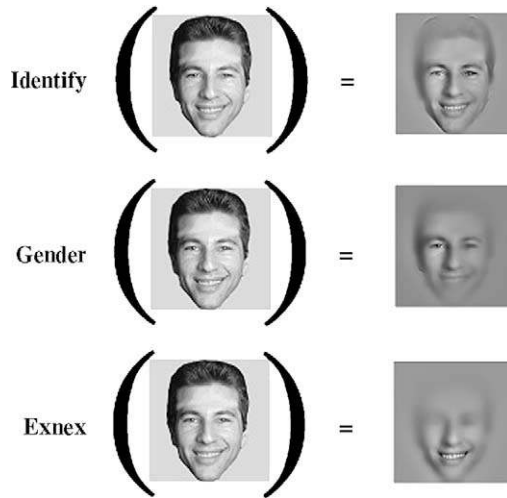 Identify =
Gender =
Exnex =